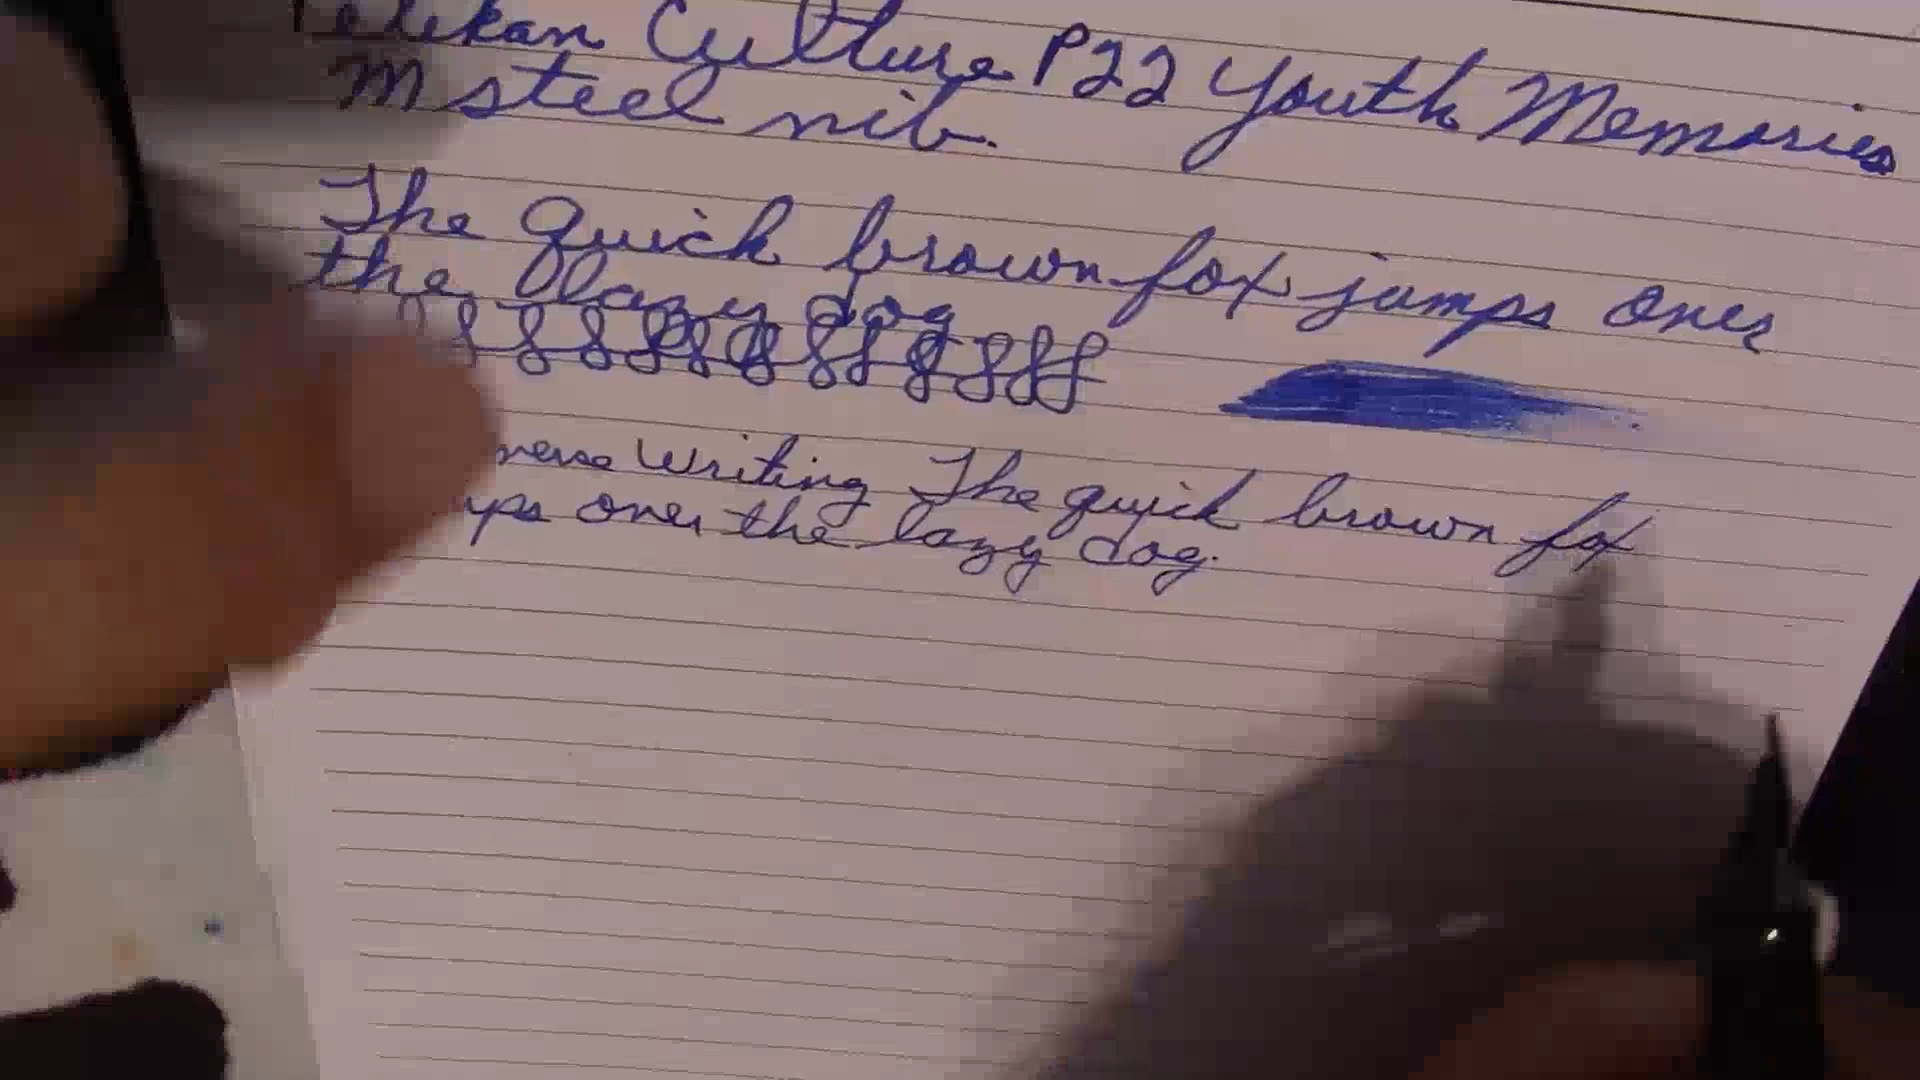 Pelikan Culture P22 Youth Memories
M steel nib.
The quick brown fox jumps over
the lazy dog
Writing The quick brown fox
over the lazy dog.